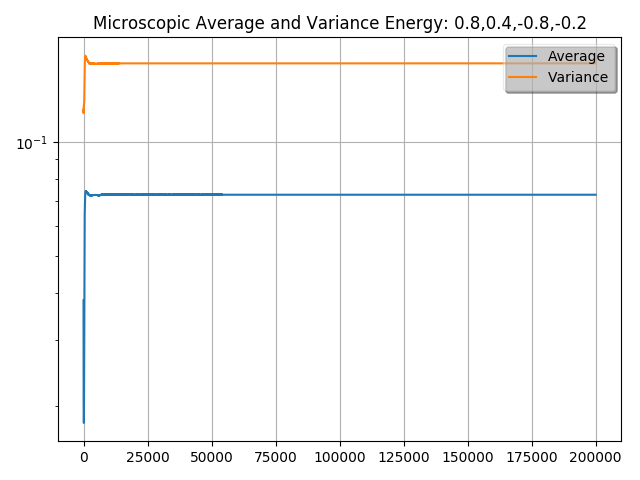 Microscopic Average and Variance Energy: 0.8,0.4,-0.8,-0.2
Average
Variance
10⁻¹
0 25000 50000 75000 100000 125000 150000 175000 200000